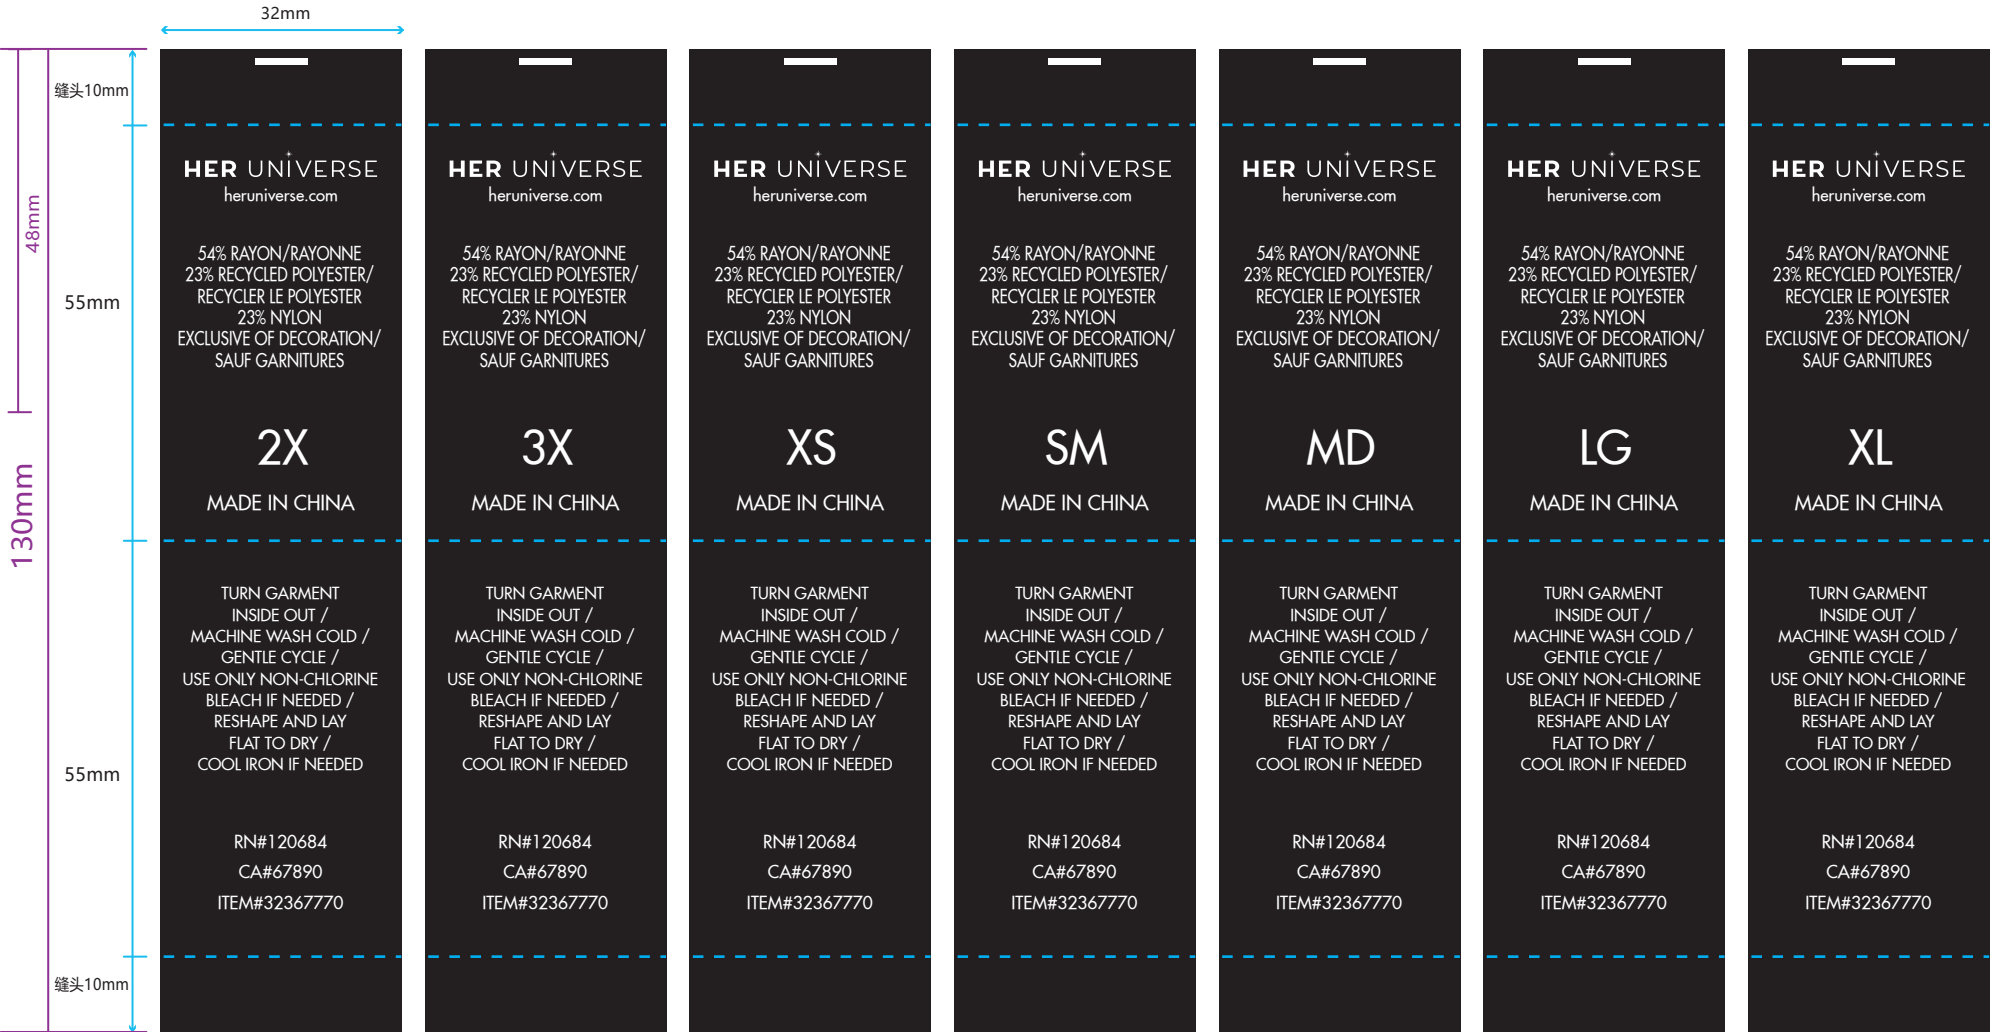 32mm
缝头10mm
48mm
55mm
130mm
55mm
缝头10mm
HER UNIVERSE
heruniverse.com
54% RAYON/RAYONNE
23% RECYCLED POLYESTER/
RECYCLER LE POLYESTER
23% NYLON
EXCLUSIVE OF DECORATION/
SAUF GARNITURES
2X
MADE IN CHINA
TURN GARMENT
INSIDE OUT /
MACHINE WASH COLD /
GENTLE CYCLE /
USE ONLY NON-CHLORINE
BLEACH IF NEEDED /
RESHAPE AND LAY
FLAT TO DRY /
COOL IRON IF NEEDED
RN#120684
CA#67890
ITEM#32367770
HER UNIVERSE
heruniverse.com
54% RAYON/RAYONNE
23% RECYCLED POLYESTER/
RECYCLER LE POLYESTER
23% NYLON
EXCLUSIVE OF DECORATION/
SAUF GARNITURES
3X
MADE IN CHINA
TURN GARMENT
INSIDE OUT /
MACHINE WASH COLD /
GENTLE CYCLE /
USE ONLY NON-CHLORINE
BLEACH IF NEEDED /
RESHAPE AND LAY
FLAT TO DRY /
COOL IRON IF NEEDED
RN#120684
CA#67890
ITEM#32367770
HER UNIVERSE
heruniverse.com
54% RAYON/RAYONNE
23% RECYCLED POLYESTER/
RECYCLER LE POLYESTER
23% NYLON
EXCLUSIVE OF DECORATION/
SAUF GARNITURES
XS
MADE IN CHINA
TURN GARMENT
INSIDE OUT /
MACHINE WASH COLD /
GENTLE CYCLE /
USE ONLY NON-CHLORINE
BLEACH IF NEEDED /
RESHAPE AND LAY
FLAT TO DRY /
COOL IRON IF NEEDED
RN#120684
CA#67890
ITEM#32367770
HER UNIVERSE
heruniverse.com
54% RAYON/RAYONNE
23% RECYCLED POLYESTER/
RECYCLER LE POLYESTER
23% NYLON
EXCLUSIVE OF DECORATION/
SAUF GARNITURES
SM
MADE IN CHINA
TURN GARMENT
INSIDE OUT /
MACHINE WASH COLD /
GENTLE CYCLE /
USE ONLY NON-CHLORINE
BLEACH IF NEEDED /
RESHAPE AND LAY
FLAT TO DRY /
COOL IRON IF NEEDED
RN#120684
CA#67890
ITEM#32367770
HER UNIVERSE
heruniverse.com
54% RAYON/RAYONNE
23% RECYCLED POLYESTER/
RECYCLER LE POLYESTER
23% NYLON
EXCLUSIVE OF DECORATION/
SAUF GARNITURES
MD
MADE IN CHINA
TURN GARMENT
INSIDE OUT /
MACHINE WASH COLD /
GENTLE CYCLE /
USE ONLY NON-CHLORINE
BLEACH IF NEEDED /
RESHAPE AND LAY
FLAT TO DRY /
COOL IRON IF NEEDED
RN#120684
CA#67890
ITEM#32367770
HER UNIVERSE
heruniverse.com
54% RAYON/RAYONNE
23% RECYCLED POLYESTER/
RECYCLER LE POLYESTER
23% NYLON
EXCLUSIVE OF DECORATION/
SAUF GARNITURES
LG
MADE IN CHINA
TURN GARMENT
INSIDE OUT /
MACHINE WASH COLD /
GENTLE CYCLE /
USE ONLY NON-CHLORINE
BLEACH IF NEEDED /
RESHAPE AND LAY
FLAT TO DRY /
COOL IRON IF NEEDED
RN#120684
CA#67890
ITEM#32367770
HER UNIVERSE
heruniverse.com
54% RAYON/RAYONNE
23% RECYCLED POLYESTER/
RECYCLER LE POLYESTER
23% NYLON
EXCLUSIVE OF DECORATION/
SAUF GARNITURES
XL
MADE IN CHINA
TURN GARMENT
INSIDE OUT /
MACHINE WASH COLD /
GENTLE CYCLE /
USE ONLY NON-CHLORINE
BLEACH IF NEEDED /
RESHAPE AND LAY
FLAT TO DRY /
COOL IRON IF NEEDED
RN#120684
CA#67890
ITEM#32367770